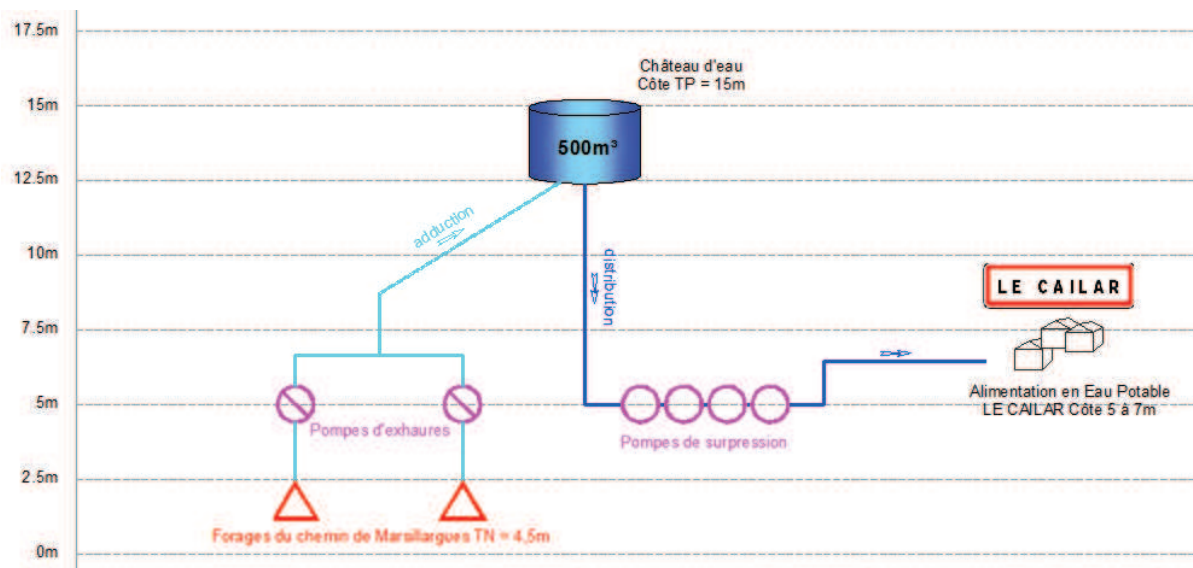 17.5m
Château d'eau
Côte TP = 15m
15m
500m³
12.5m
adduction
10m
distribution
LE CAILAR
7.5m
5m
Pompes d'exhaures
Pompes de surpression
Alimentation en Eau Potable
LE CAILAR Côte 5 à 7m
2.5m
Forages du chemin de Marsillargues TN = 4,5m
0m